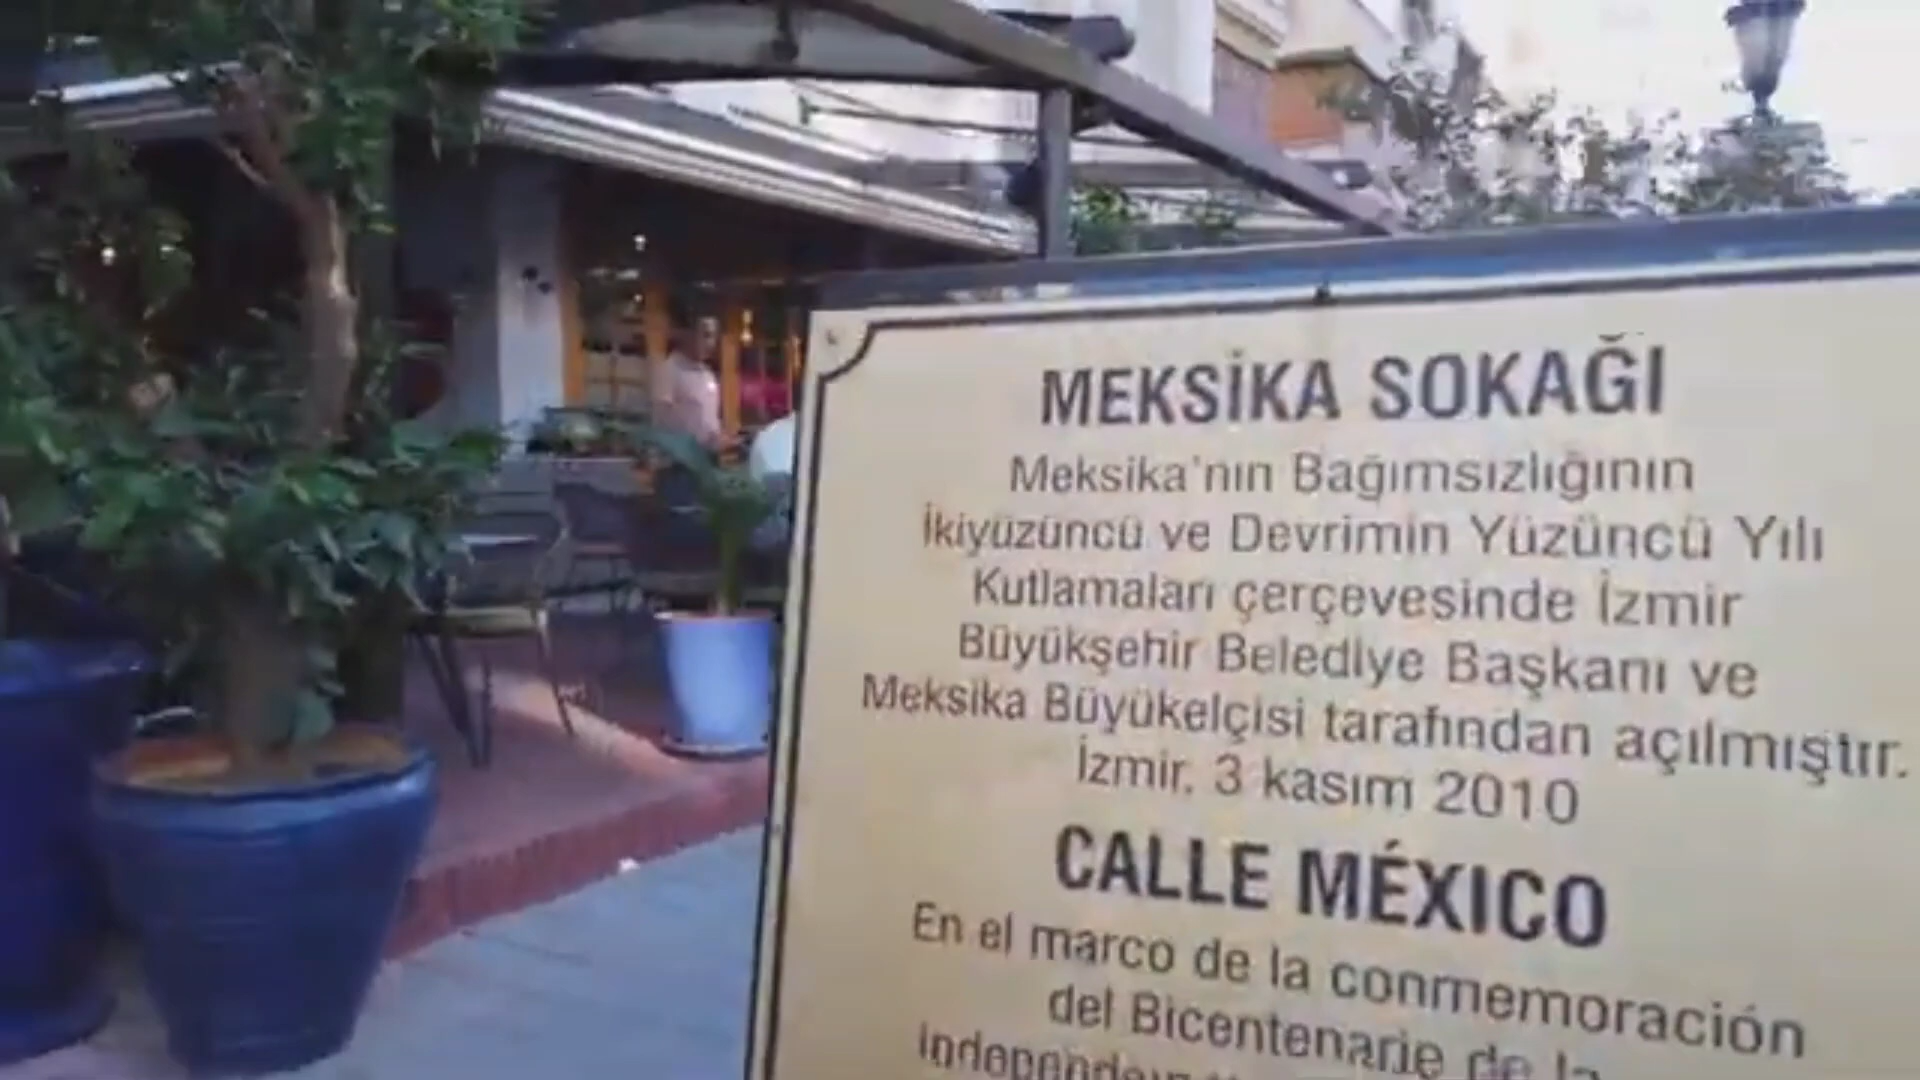 MEKSİKA SOKAĞI
Meksika'nın Bağımsızlığının
İkiyüzüncü ve Devrimin Yüzüncü Yılı
Kutlamaları çerçevesinde İzmir
Büyükşehir Belediye Başkanı ve
Meksika Büyükelçisi tarafından açılmıştır.
İzmir, 3 kasım 2010
CALLE MÉXICO
En el marco de la conmemoración
del Bicentenario de la